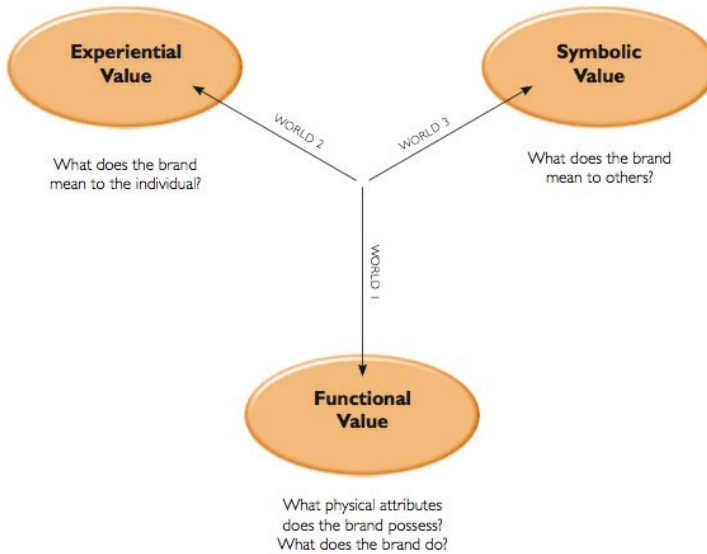 Experiential
Value
Symbolic
Value
WORLD 2
WORLD 3
What does the brand
mean to the individual?
What does the brand
mean to others?
WORLD 1
Functional
Value
What physical attributes
does the brand possess?
What does the brand do?